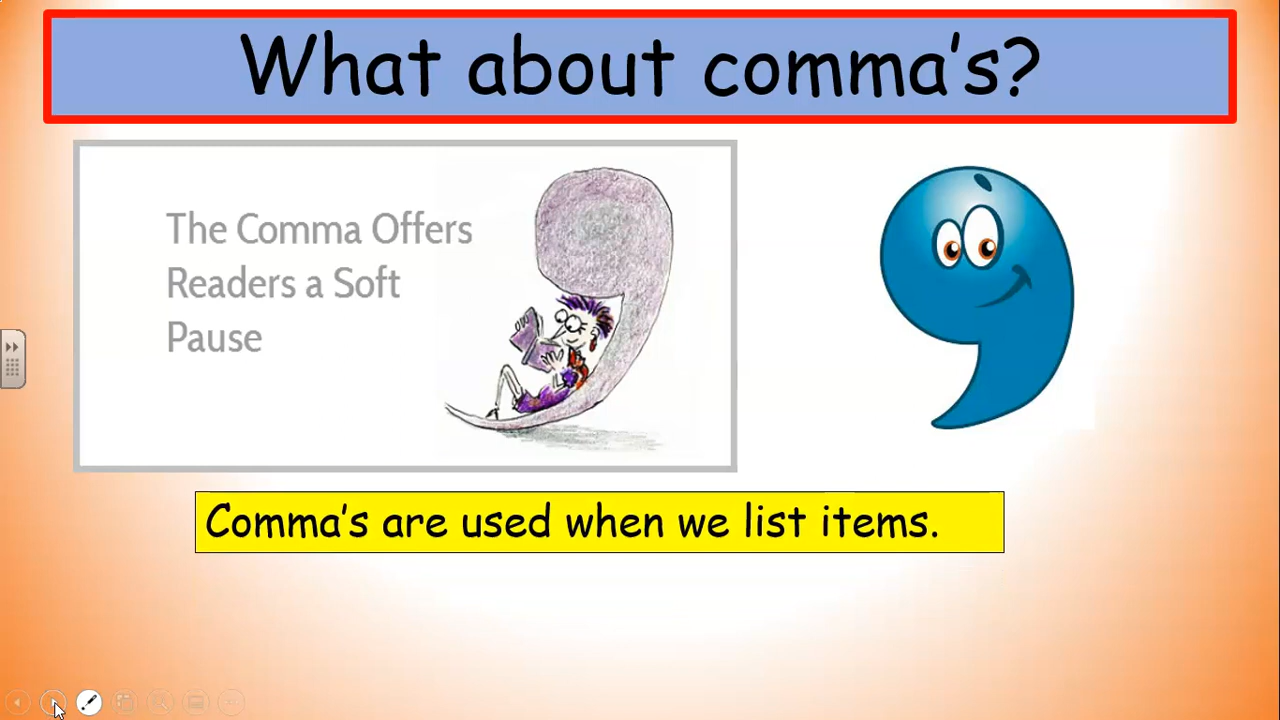 What about comma's?
The Comma Offers
Readers a Soft
Pause
Comma's are used when we list items.